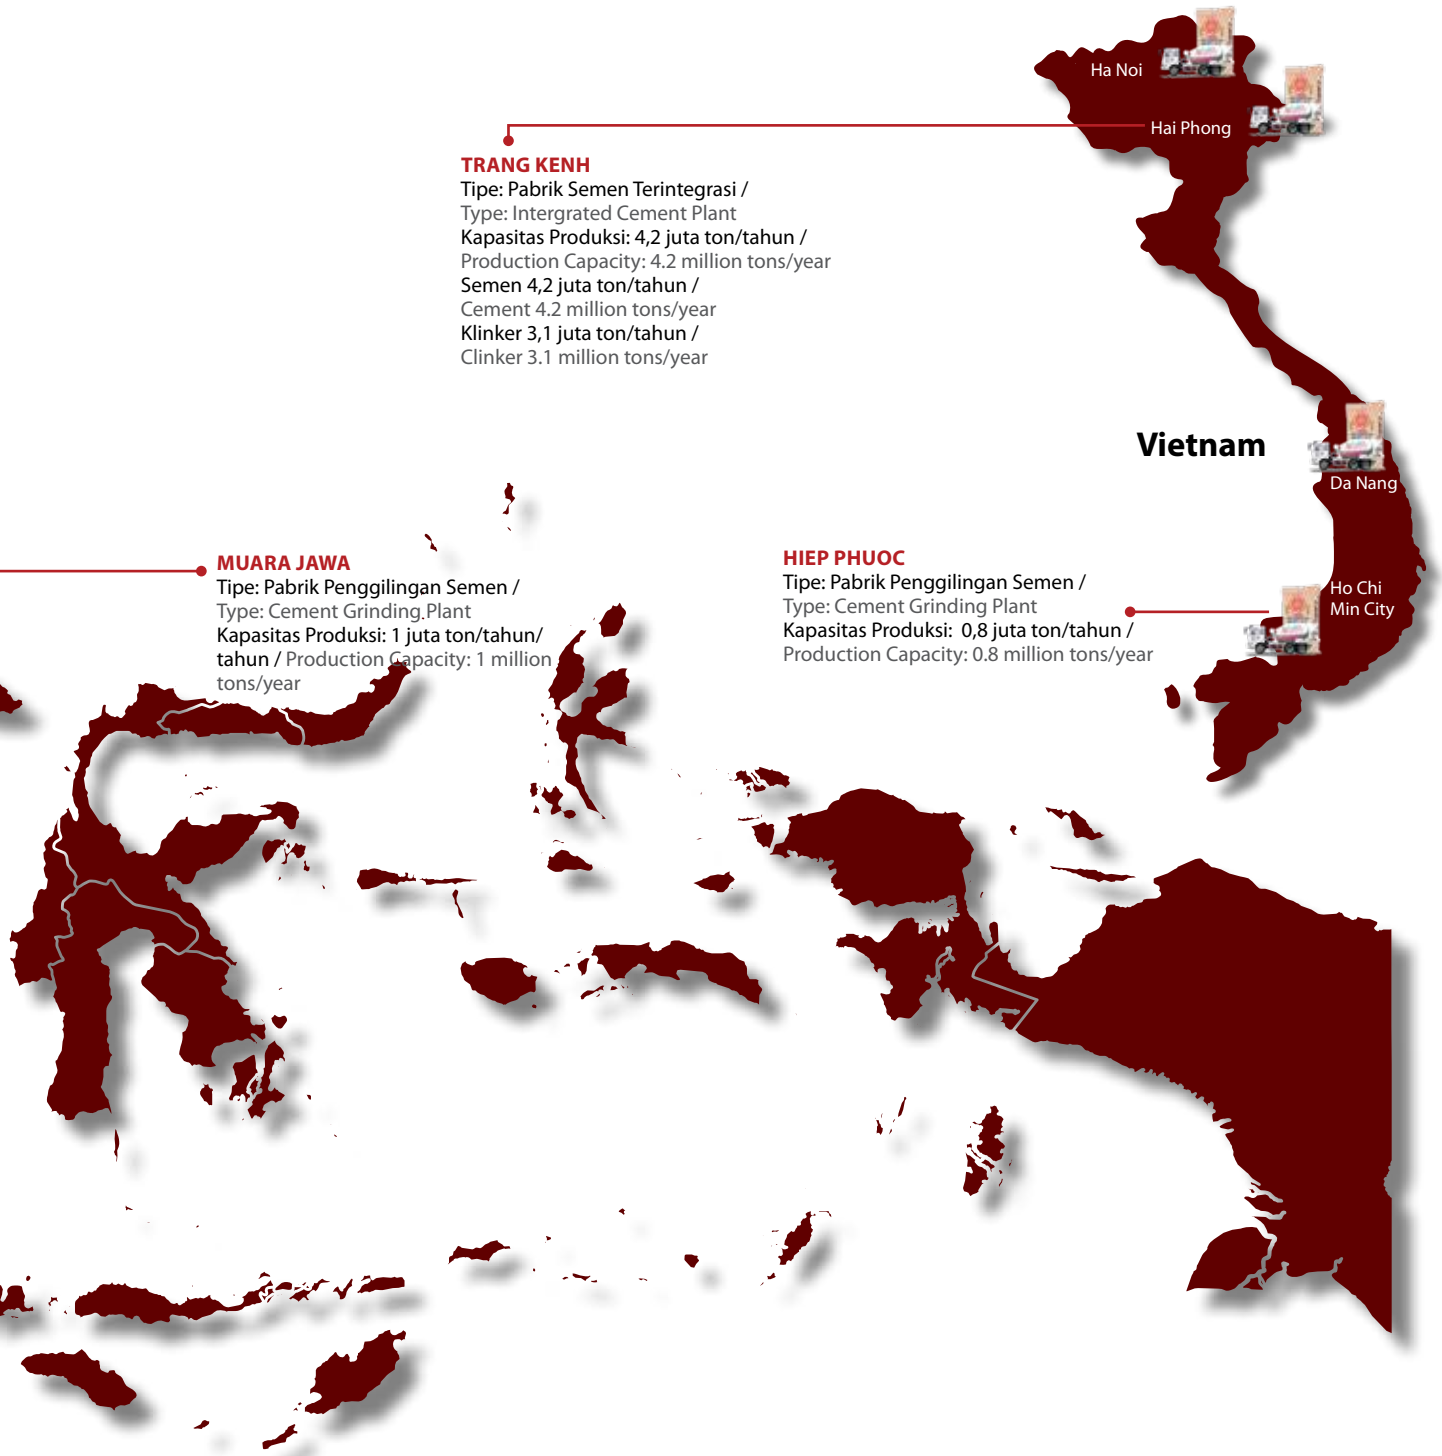 Ha Noi
Hai Phong
TRANG KENH
Tipe: Pabrik Semen Terintegrasi /
Type: Intergrated Cement Plant
Kapasitas Produksi: 4,2 juta ton/tahun /
Production Capacity: 4.2 million tons/year
Semen 4,2 juta ton/tahun /
Cement 4.2 million tons/year
Klinker 3,1 juta ton/tahun /
Clinker 3.1 million tons/year
Vietnam
Da Nang
MUARA JAWA
Tipe: Pabrik Penggilingan Semen /
Type: Cement Grinding Plant
Kapasitas Produksi: 1 juta ton/tahun/
tahun / Production Capacity: 1 million
tons/year
HIEP PHUOC
Tipe: Pabrik Penggilingan Semen /
Type: Cement Grinding Plant
Kapasitas Produksi: 0,8 juta ton/tahun /
Production Capacity: 0.8 million tons/year
Ho Chi
Min City